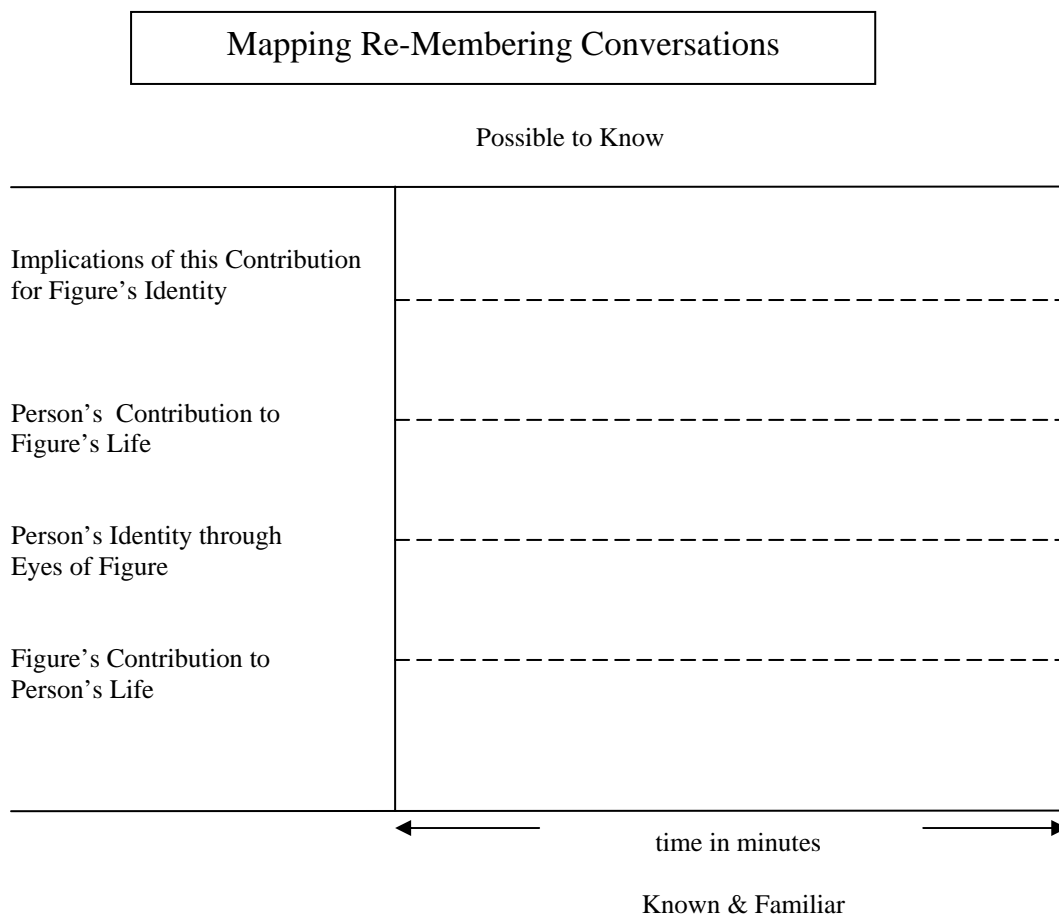 Mapping Re-Membering Conversations
Possible to Know
Implications of this Contribution
for Figure’s Identity
Person’s  Contribution to
Figure’s Life
Person’s Identity through
Eyes of Figure
Figure’s Contribution to
Person’s Life
time in minutes
Known & Familiar